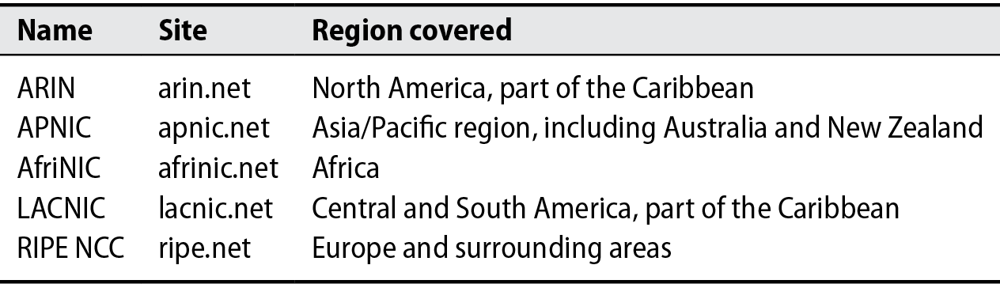 Name Site Region covered
ARIN arin.net North America, part of the Caribbean
APNIC apnic.net Asia/Pacific region, including Australia and New Zealand
AfriNIC afrinic.net Africa
LACNIC lacnic.net Central and South America, part of the Caribbean
RIPE NCC ripe.net Europe and surrounding areas